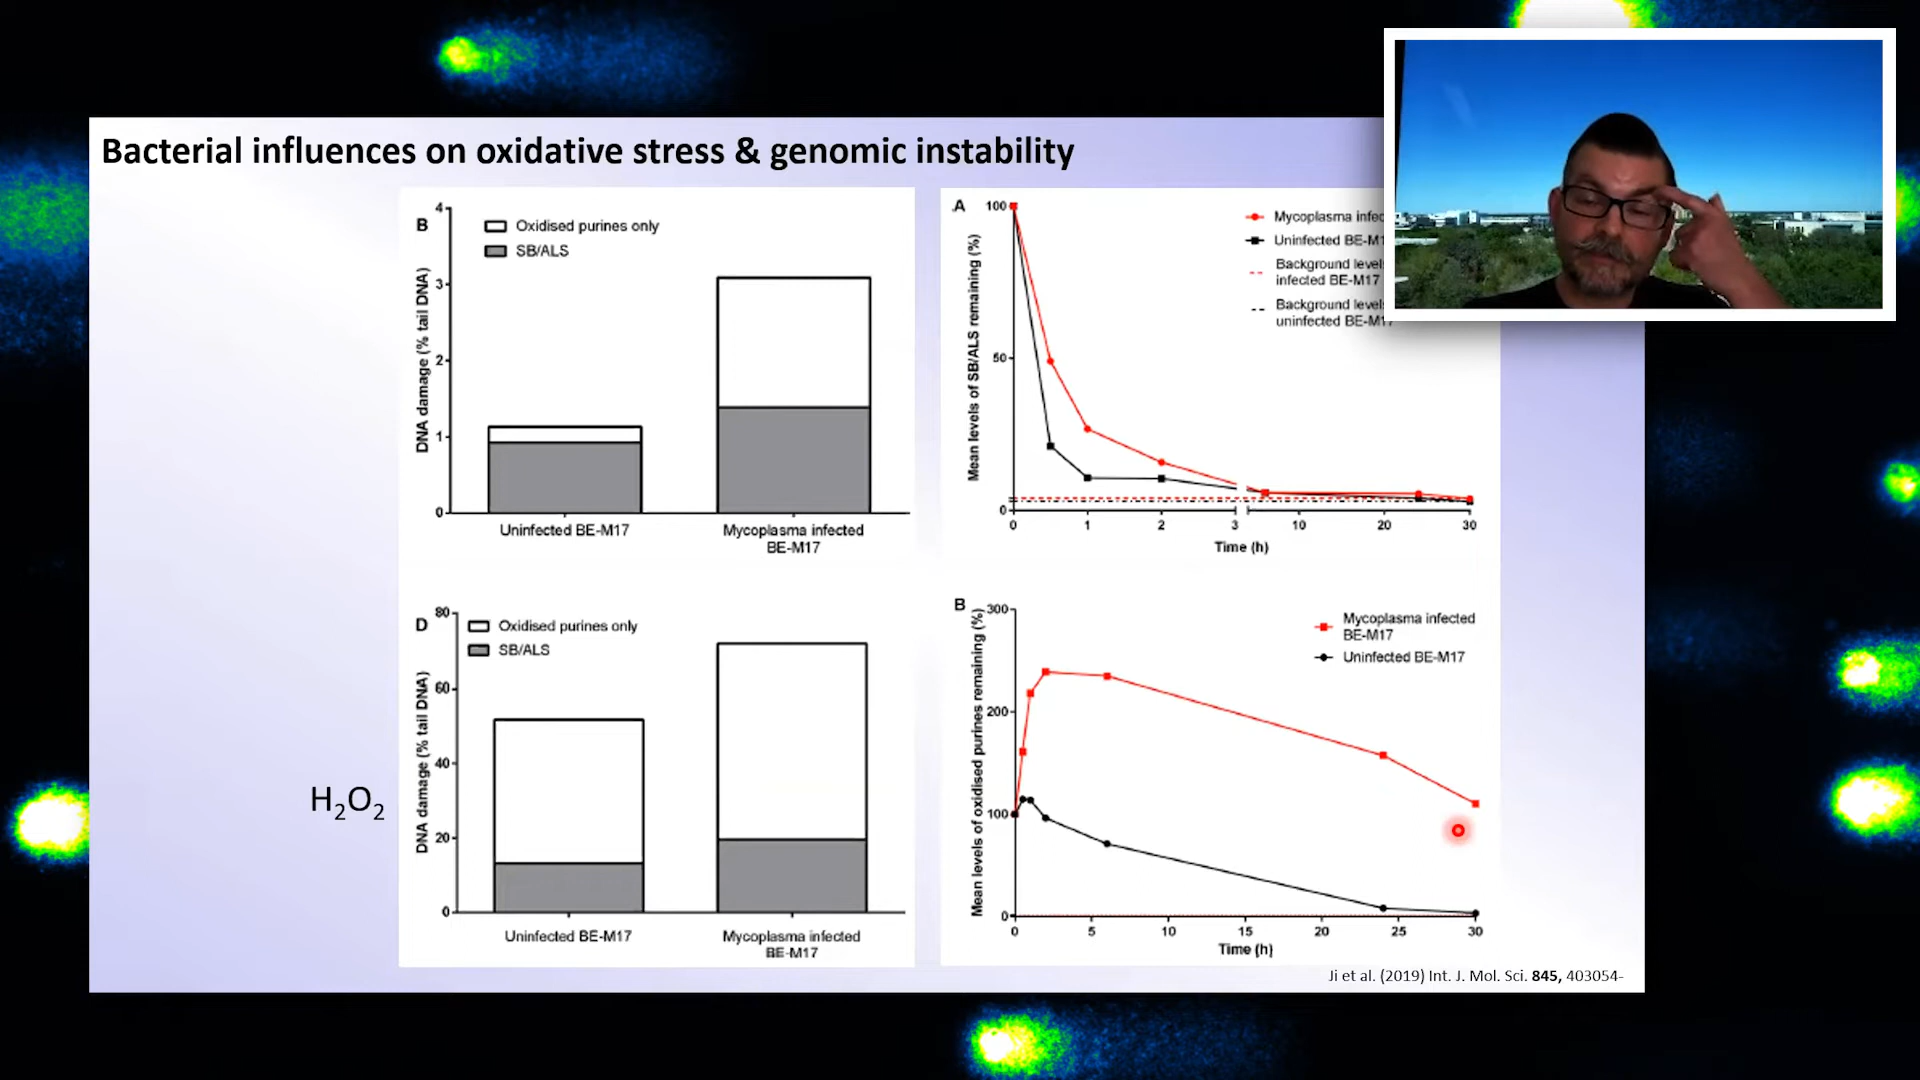 Bacterial influences on oxidative stress & genomic instability
B
Oxidised purines only
SB/ALS
DNA damage (% tail DNA)
4
3
2
1
0
Uninfected BE-M17
Mycoplasma infected
BE-M17
A
Mean levels of SB/ALS remaining (%)
100
50
0
Mycoplasma infec
Uninfected BE-M1
Background levels
infected BE-M17
Background levels
uninfected BE-M17
0 1 2 3 10 20 30
Time (h)
D
Oxidised purines only
SB/ALS
DNA damage (% tail DNA)
80
60
40
20
0
Uninfected BE-M17
Mycoplasma infected
BE-M17
H₂O₂
B
Mean levels of oxidised purines remaining (%)
300
200
100
0
Mycoplasma infected
BE-M17
Uninfected BE-M17
0 5 10 15 20 25 30
Time (h)
Ji et al. (2019) Int. J. Mol. Sci. 845, 403054-